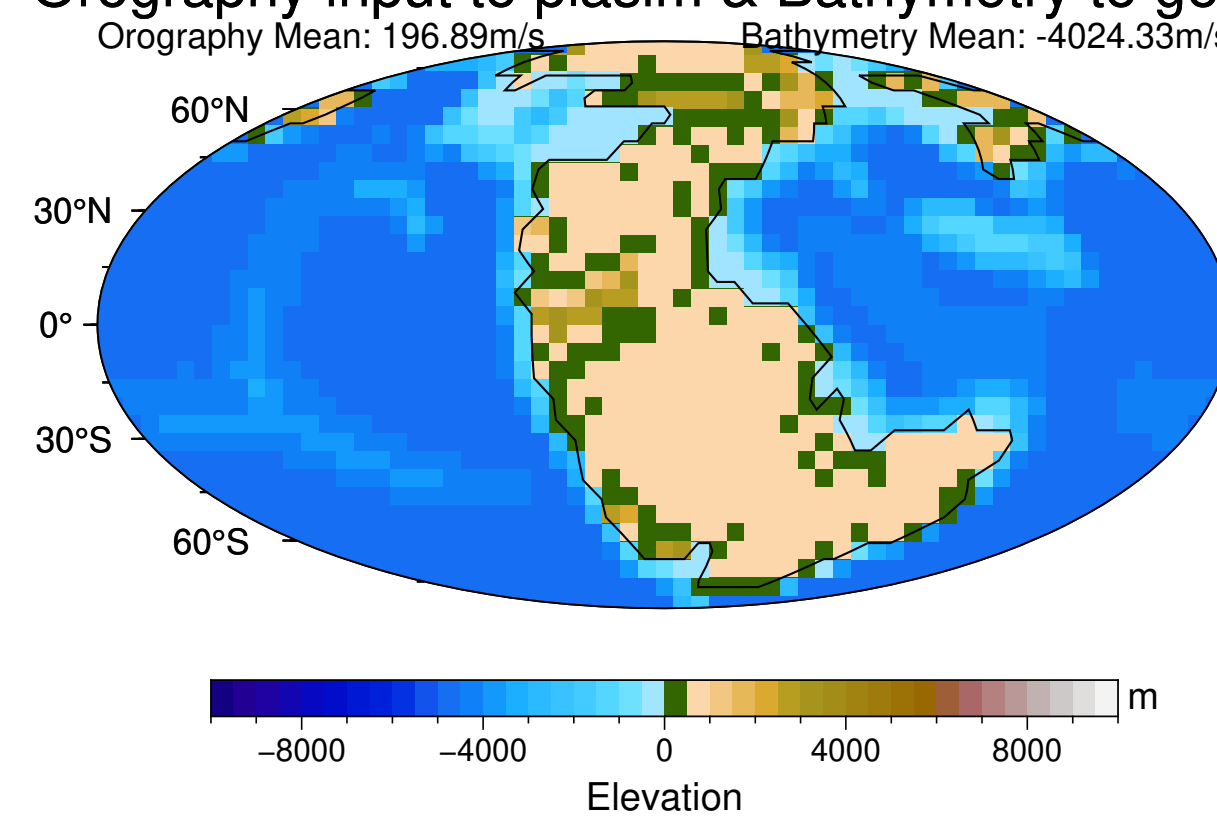 Orography input to plasim & Bathymetry to
Orography Mean: 196.89m/s Bathymetry Mean: -4024.33m/s
60°N
30°N
0°
30°S
60°S
−8000 −4000 0 4000 8000 m
Elevation